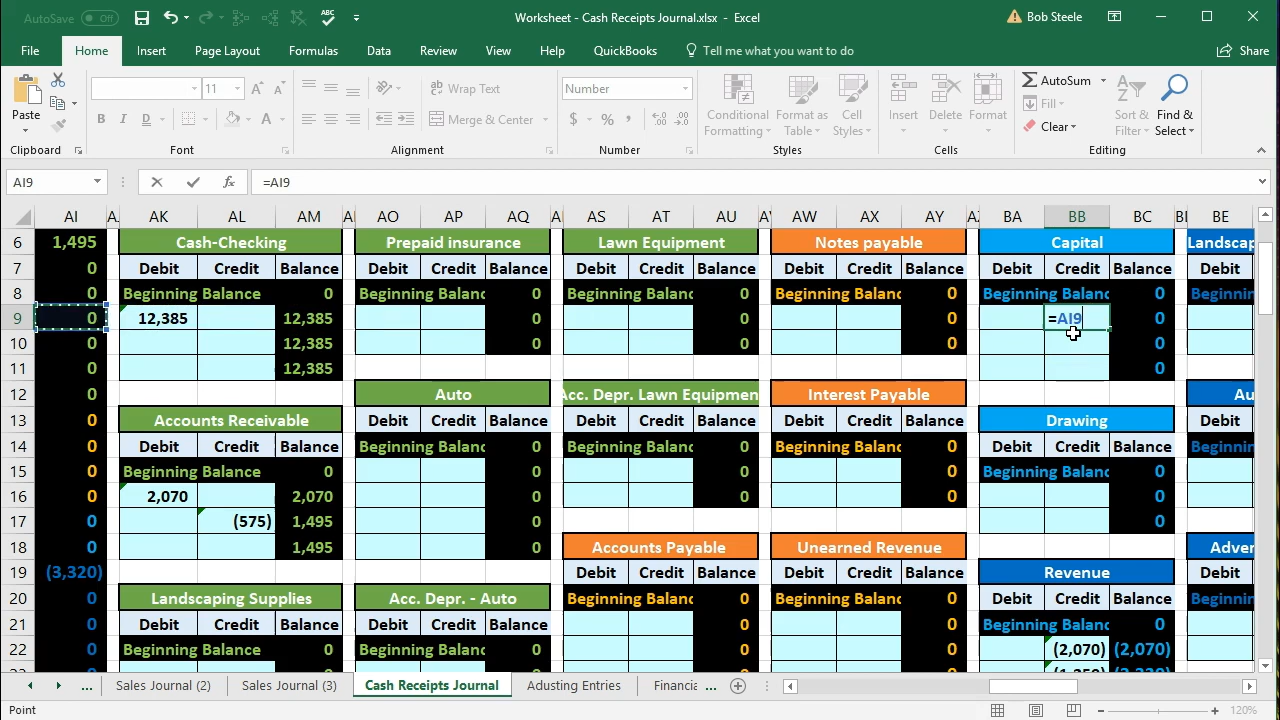 AutoSave Off Worksheet - Cash Receipts Journal.xlsx - Excel Bob Steele
File Home Insert Page Layout Formulas Data Review View Help QuickBooks Tell me what you want to do Share
Paste 11 Wrap Text Number AutoSum
B I D A Merge & Center $ % Conditional Formatting Format as Table Cell Styles Insert Delete Format Fill Clear Sort & Filter Find & Select
Clipboard Font Alignment Number Styles Cells Editing
AI9 fx =AI9
AI AK AL AM AO AP AQ AS AT AU AW AX AY BA BB BC BE
6 1,495 Cash-Checking Prepaid insurance Lawn Equipment Notes payable Capital Landscap
7 0 Debit Credit Balance Debit Credit Balance Debit Credit Balance Debit Credit Balance Debit Credit Balance Debit
8 0 Beginning Balance 0 Beginning Balanc 0 Beginning Balanc 0 Beginning Balanc 0 Beginning Balanc 0 Beginnin
9 0 12,385 12,385 0 0 0 =AI9 0
10 0 12,385 0 0 0 0
11 0 12,385 0
12 0 Auto Acc. Depr. Lawn Equipmen Interest Payable Au
13 0 Accounts Receivable Debit Credit Balance Debit Credit Balance Debit Credit Balance Drawing Debit
14 0 Debit Credit Balance Beginning Balanc 0 Beginning Balanc 0 Beginning Balanc 0 Debit Credit Balance Beginnin
15 0 Beginning Balance 0 0 0 0 Beginning Balanc 0
16 0 2,070 2,070 0 0 0 0
17 0 (575) 1,495 0 0
18 0 1,495 0 Accounts Payable Unearned Revenue Adver
19 (3,320) Debit Credit Balance Debit Credit Balance Revenue Debit
20 0 Landscaping Supplies Acc. Depr. - Auto Beginning Balanc 0 Beginning Balanc 0 Debit Credit Balance Beginnin
21 0 Debit Credit Balance Debit Credit Balance 0 0 Beginning Balanc 0
22 0 Beginning Balance 0 Beginning Balanc 0 0 0 (2,070) (2,070)
... Sales Journal (2) Sales Journal (3) Cash Receipts Journal Adusting Entries Financia ...
Point 120%